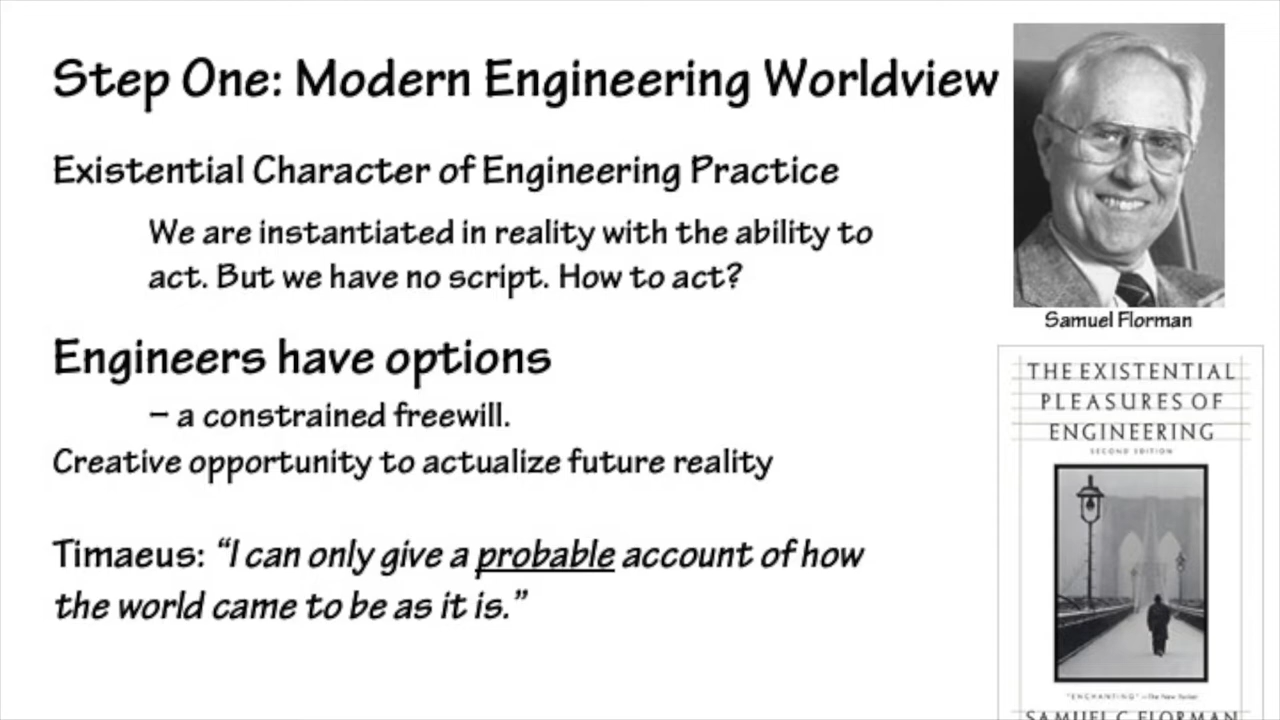 Step One: Modern Engineering Worldview
Existential Character of Engineering Practice
We are instantiated in reality with the ability to
act. But we have no script. How to act?
Engineers have options
– a constrained freewill.
Creative opportunity to actualize future reality
Timaeus: “I can only give a probable account of how
the world came to be as it is.”
Samuel Florman
THE EXISTENTIAL
PLEASURES OF
ENGINEERING
SECOND EDITION
"ENCHANTING" —The New Yorker
SAMUEL C. FLORMAN